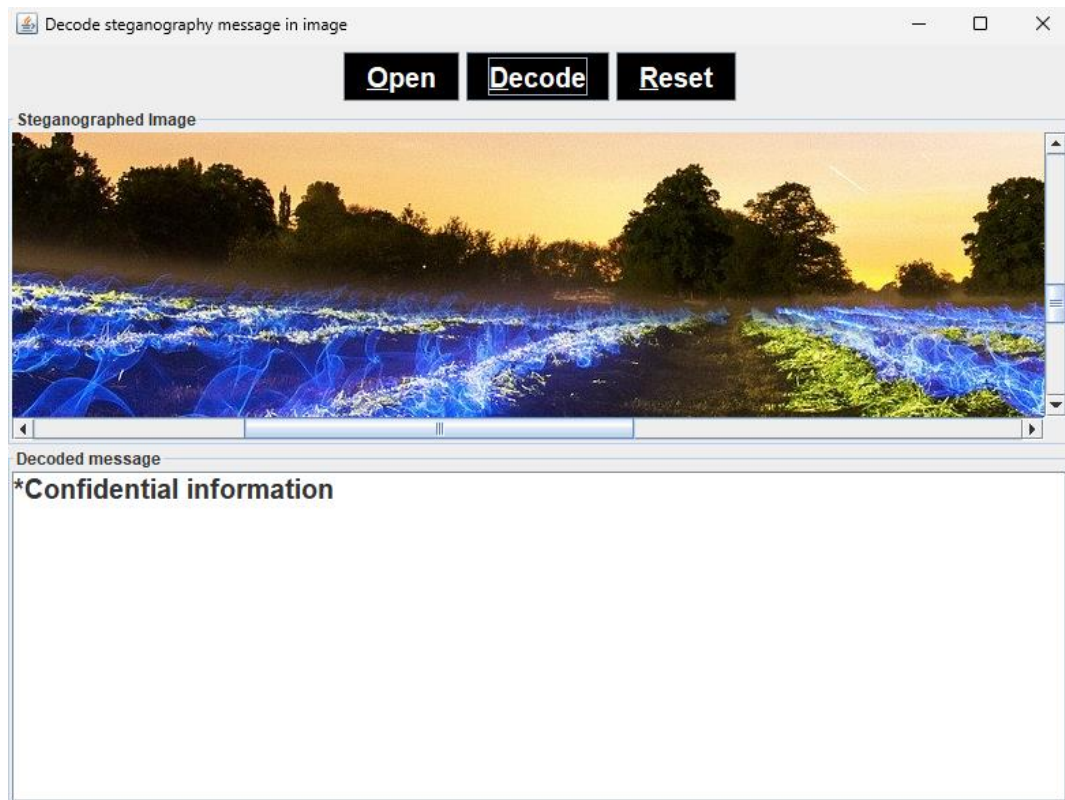 Decode steganography message in image
Open Decode Reset
Steganographed Image
Decoded message
*Confidential information